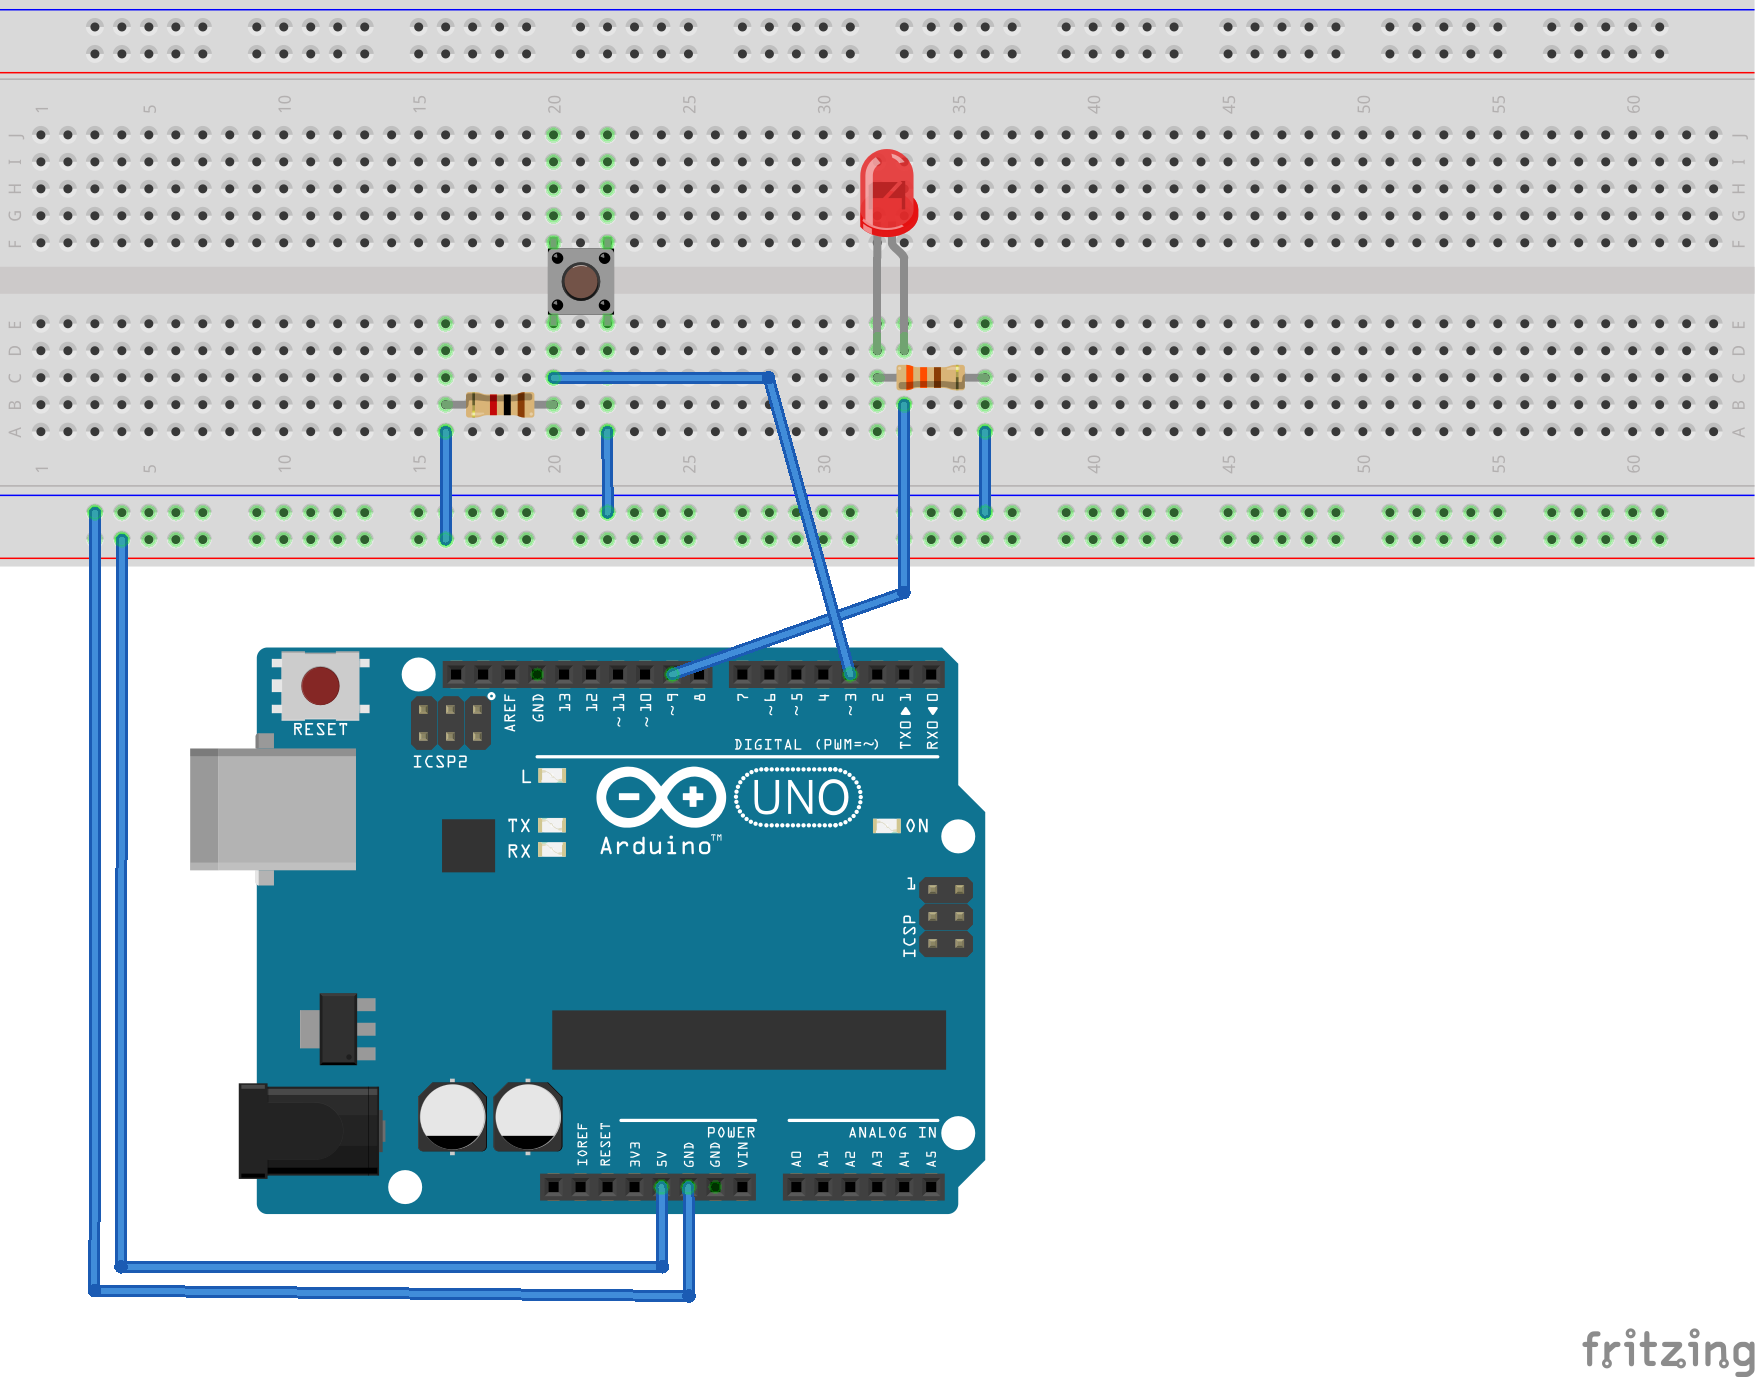 1 5 10 15 20 25 30 35 40 45 50 55 60
J J
I I
H H
G G
F F
E E
D D
C C
B B
A A
1 5 10 15 20 25 30 35 40 45 50 55 60
RESET
AREF GND 13 12 ~11 ~10 ~9 8 7 ~6 ~5 4 ~3 2 TX0▶1 RX0◀0
ICSP2
DIGITAL (PWM=~)
L
UNO
TX
RX
ON
Arduino™
1
ICSP
POWER
ANALOG IN
IOREF RESET 3V3 5V GND GND VIN A0 A1 A2 A3 A4 A5
fritzing